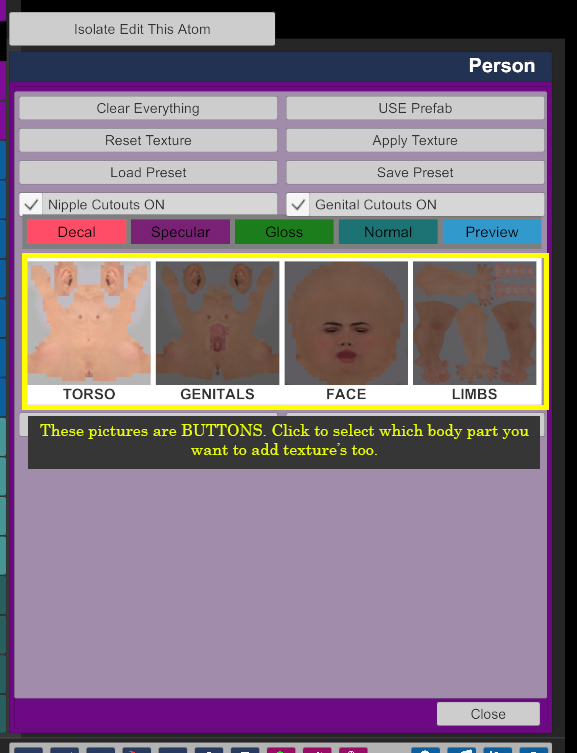 Isolate Edit This Atom
Person
Clear Everything
USE Prefab
Reset Texture
Apply Texture
Load Preset
Save Preset
Nipple Cutouts ON
Genital Cutouts ON
Decal
Specular
Gloss
Normal
Preview
TORSO
GENITALS
FACE
LIMBS
These pictures are BUTTONS. Click to select which body part you
want to add texture's too.
Close